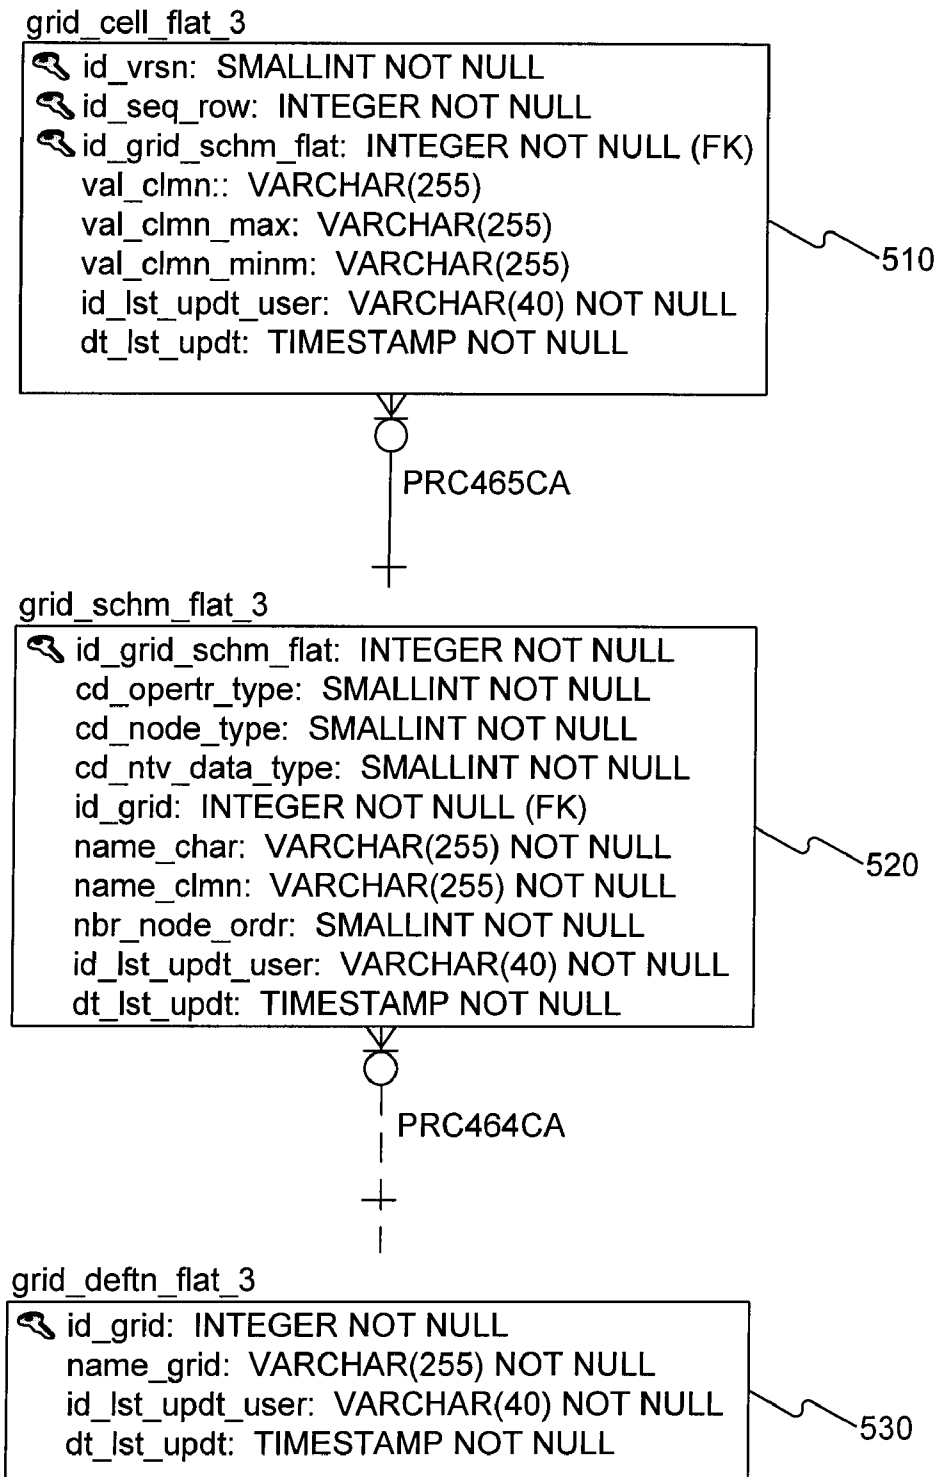 grid_cell_flat_3
id_vrsn: SMALLINT NOT NULL
id_seq_row: INTEGER NOT NULL
id_grid_schm_flat: INTEGER NOT NULL (FK)
val_clmn:: VARCHAR(255)
val_clmn_max: VARCHAR(255)
val_clmn_minm: VARCHAR(255)
id_lst_updt_user: VARCHAR(40) NOT NULL
dt_lst_updt: TIMESTAMP NOT NULL
510
PRC465CA
grid_schm_flat_3
id_grid_schm_flat: INTEGER NOT NULL
cd_opertr_type: SMALLINT NOT NULL
cd_node_type: SMALLINT NOT NULL
cd_ntv_data_type: SMALLINT NOT NULL
id_grid: INTEGER NOT NULL (FK)
name_char: VARCHAR(255) NOT NULL
name_clmn: VARCHAR(255) NOT NULL
nbr_node_ordr: SMALLINT NOT NULL
id_lst_updt_user: VARCHAR(40) NOT NULL
dt_lst_updt: TIMESTAMP NOT NULL
520
PRC464CA
grid_deftn_flat_3
id_grid: INTEGER NOT NULL
name_grid: VARCHAR(255) NOT NULL
id_lst_updt_user: VARCHAR(40) NOT NULL
dt_lst_updt: TIMESTAMP NOT NULL
530